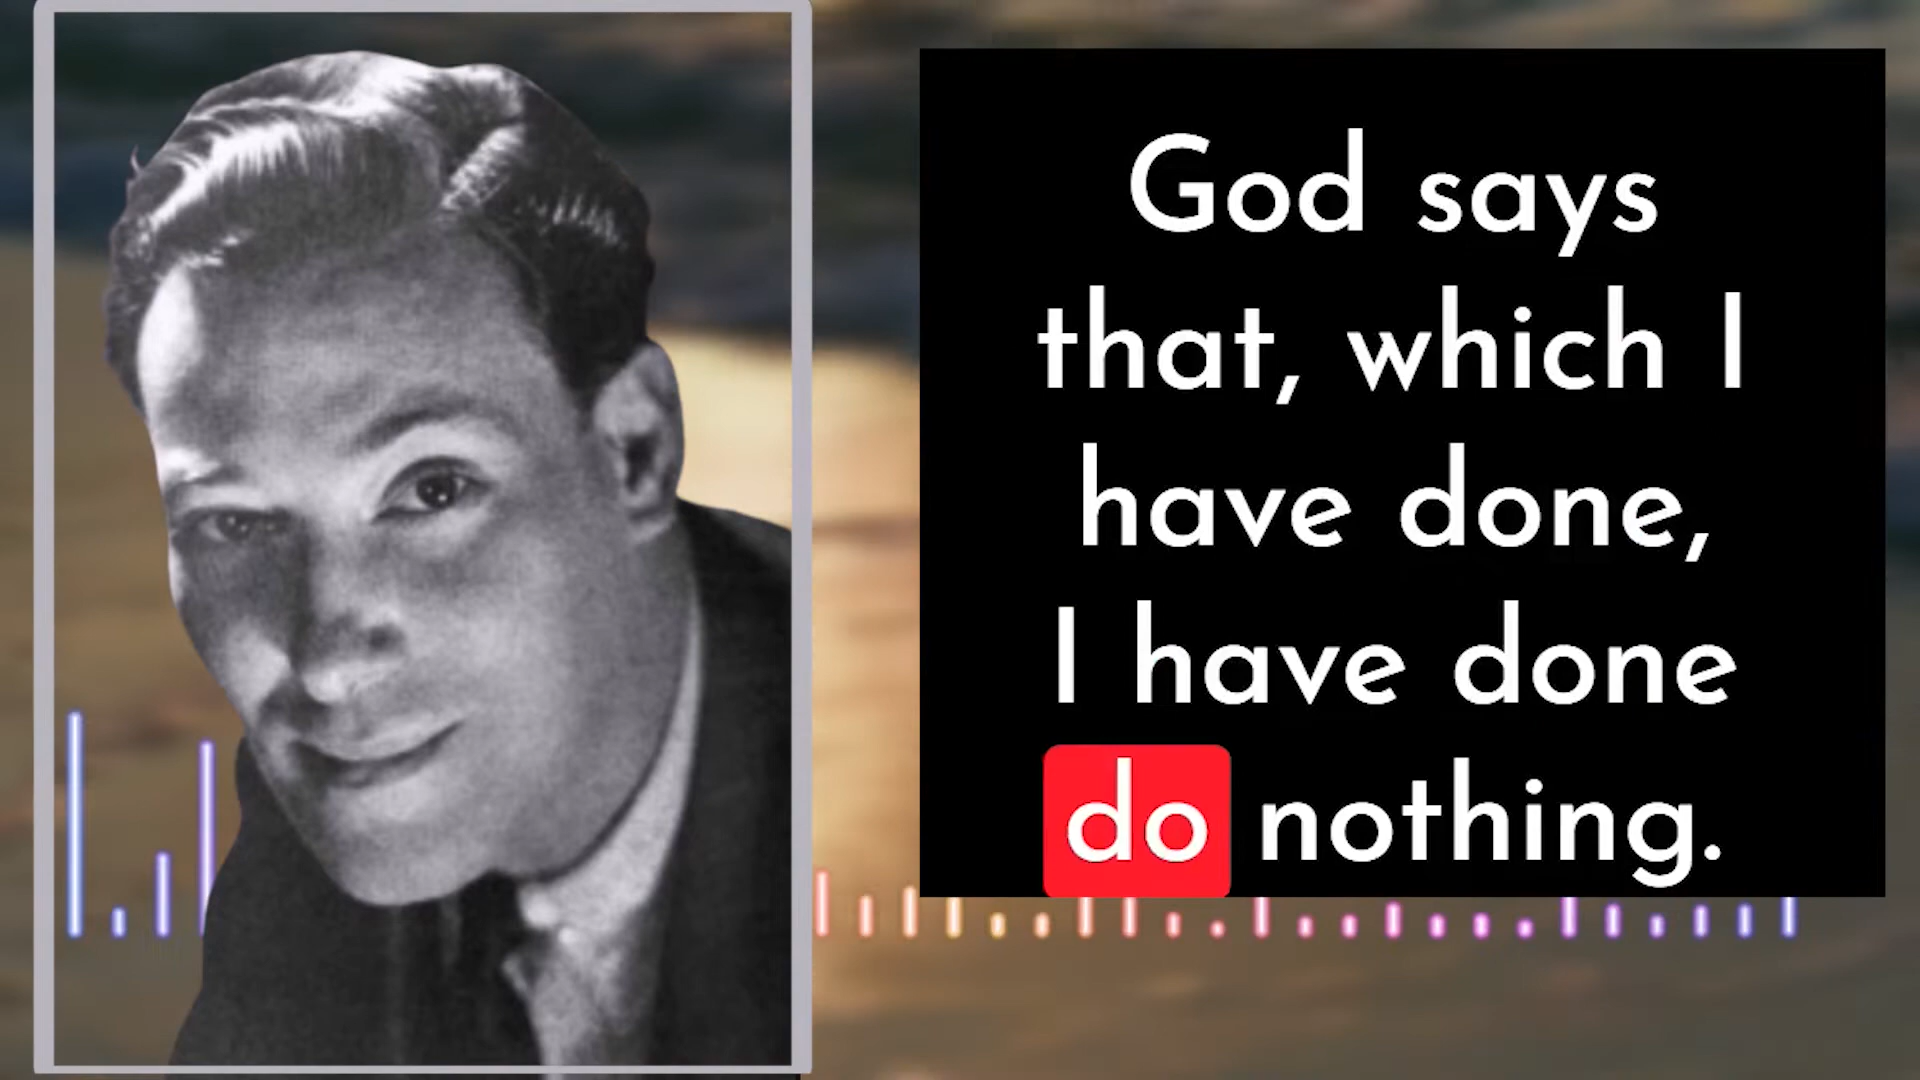 God says
that, which I
have done,
I have done
do nothing.